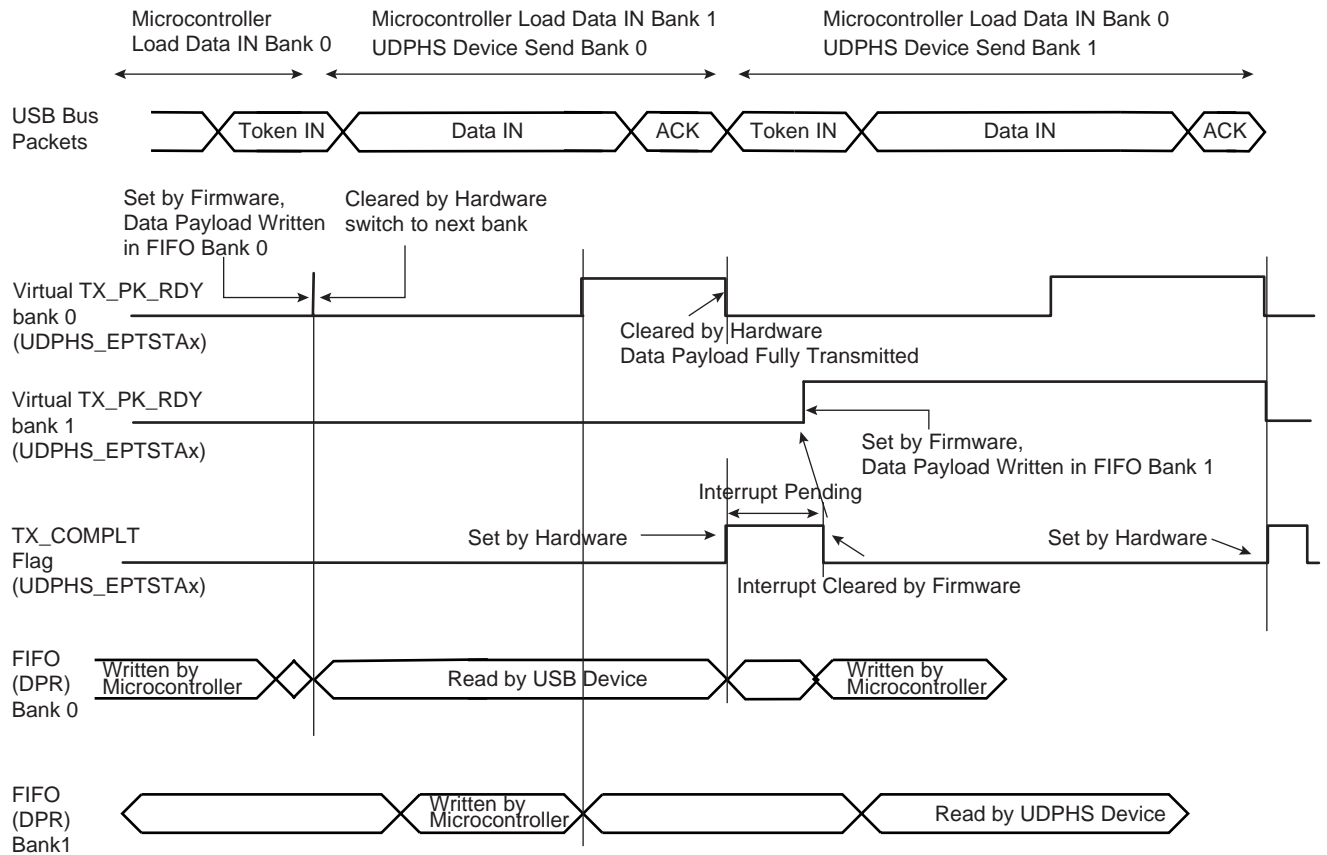 Microcontroller
Load Data IN Bank 0
Microcontroller Load Data IN Bank 1
UDPHS Device Send Bank 0
Microcontroller Load Data IN Bank 0
UDPHS Device Send Bank 1
USB Bus
Packets
Token IN
Data IN
ACK
Token IN
Data IN
ACK
Set by Firmware,
Data Payload Written
in FIFO Bank 0
Cleared by Hardware
switch to next bank
Virtual TX_PK_RDY
bank 0
(UDPHS_EPTSTAx)
Cleared by Hardware
Data Payload Fully Transmitted
Virtual TX_PK_RDY
bank 1
(UDPHS_EPTSTAx)
Set by Firmware,
Data Payload Written in FIFO Bank 1
Interrupt Pending
TX_COMPLT
Flag
(UDPHS_EPTSTAx)
Set by Hardware
Set by Hardware
Interrupt Cleared by Firmware
FIFO
(DPR)
Bank 0
Written by
Microcontroller
Read by USB Device
Written by
Microcontroller
FIFO
(DPR)
Bank1
Written by
Microcontroller
Read by UDPHS Device